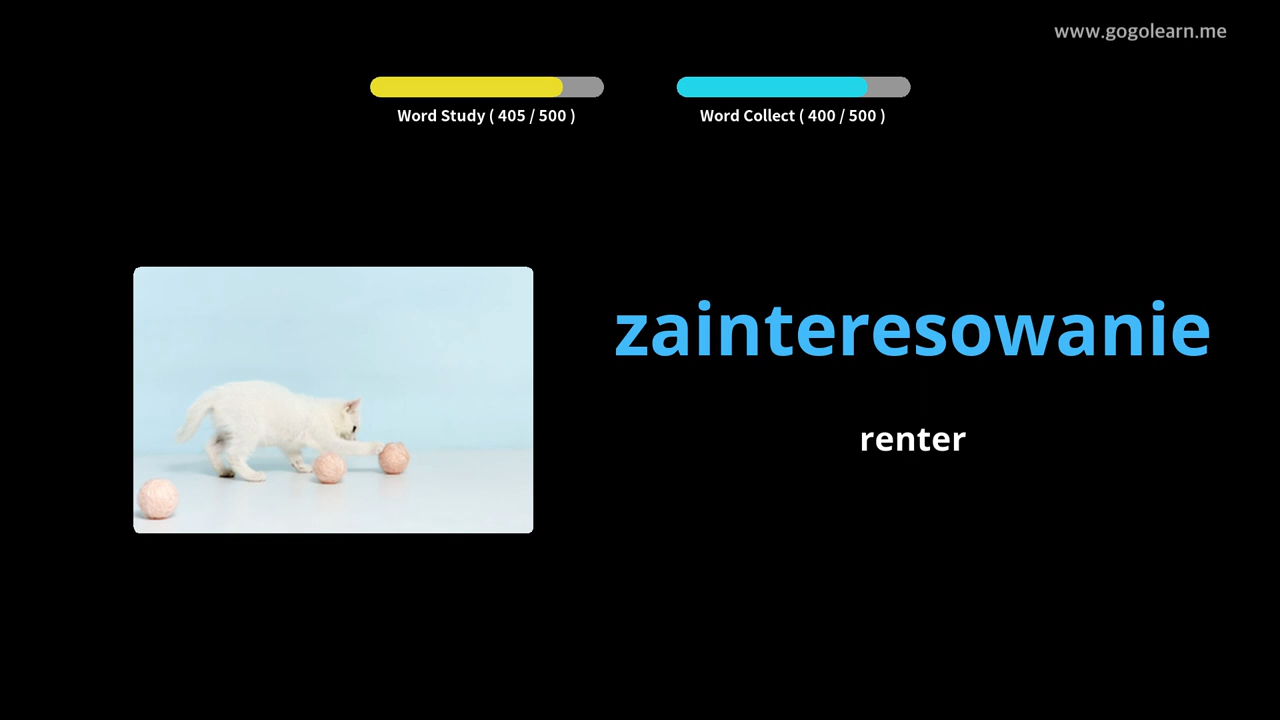 www.gogolearn.me
Word Study ( 405 / 500 )
Word Collect ( 400 / 500 )
zainteresowanie
renter